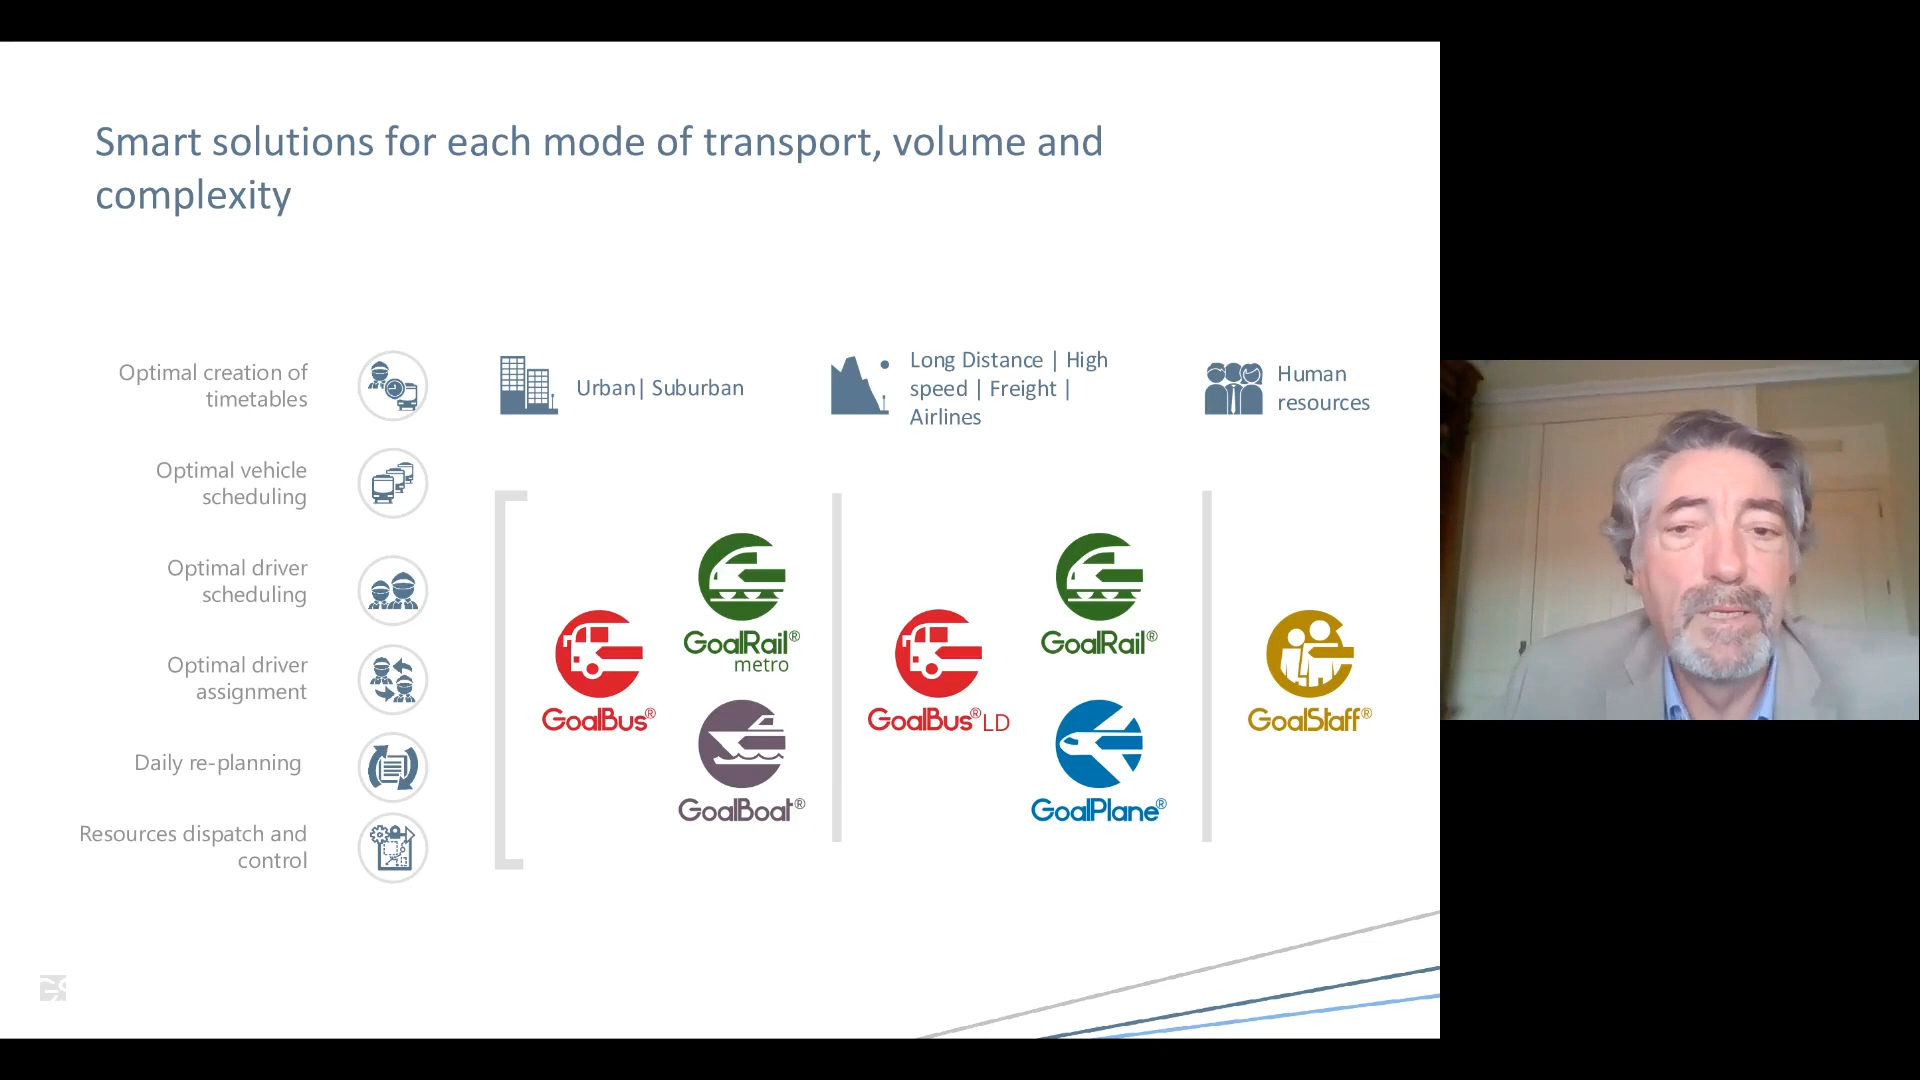 Smart solutions for each mode of transport, volume and
complexity
Optimal creation of
timetables
Optimal vehicle
scheduling
Optimal driver
scheduling
Optimal driver
assignment
Daily re-planning
Resources dispatch and
control
Urban| Suburban
Long Distance | High
speed | Freight |
Airlines
Human
resources
GoalBus®
GoalRail®
metro
GoalBoat®
GoalBus® LD
GoalRail®
GoalPlane®
GoalStaff®